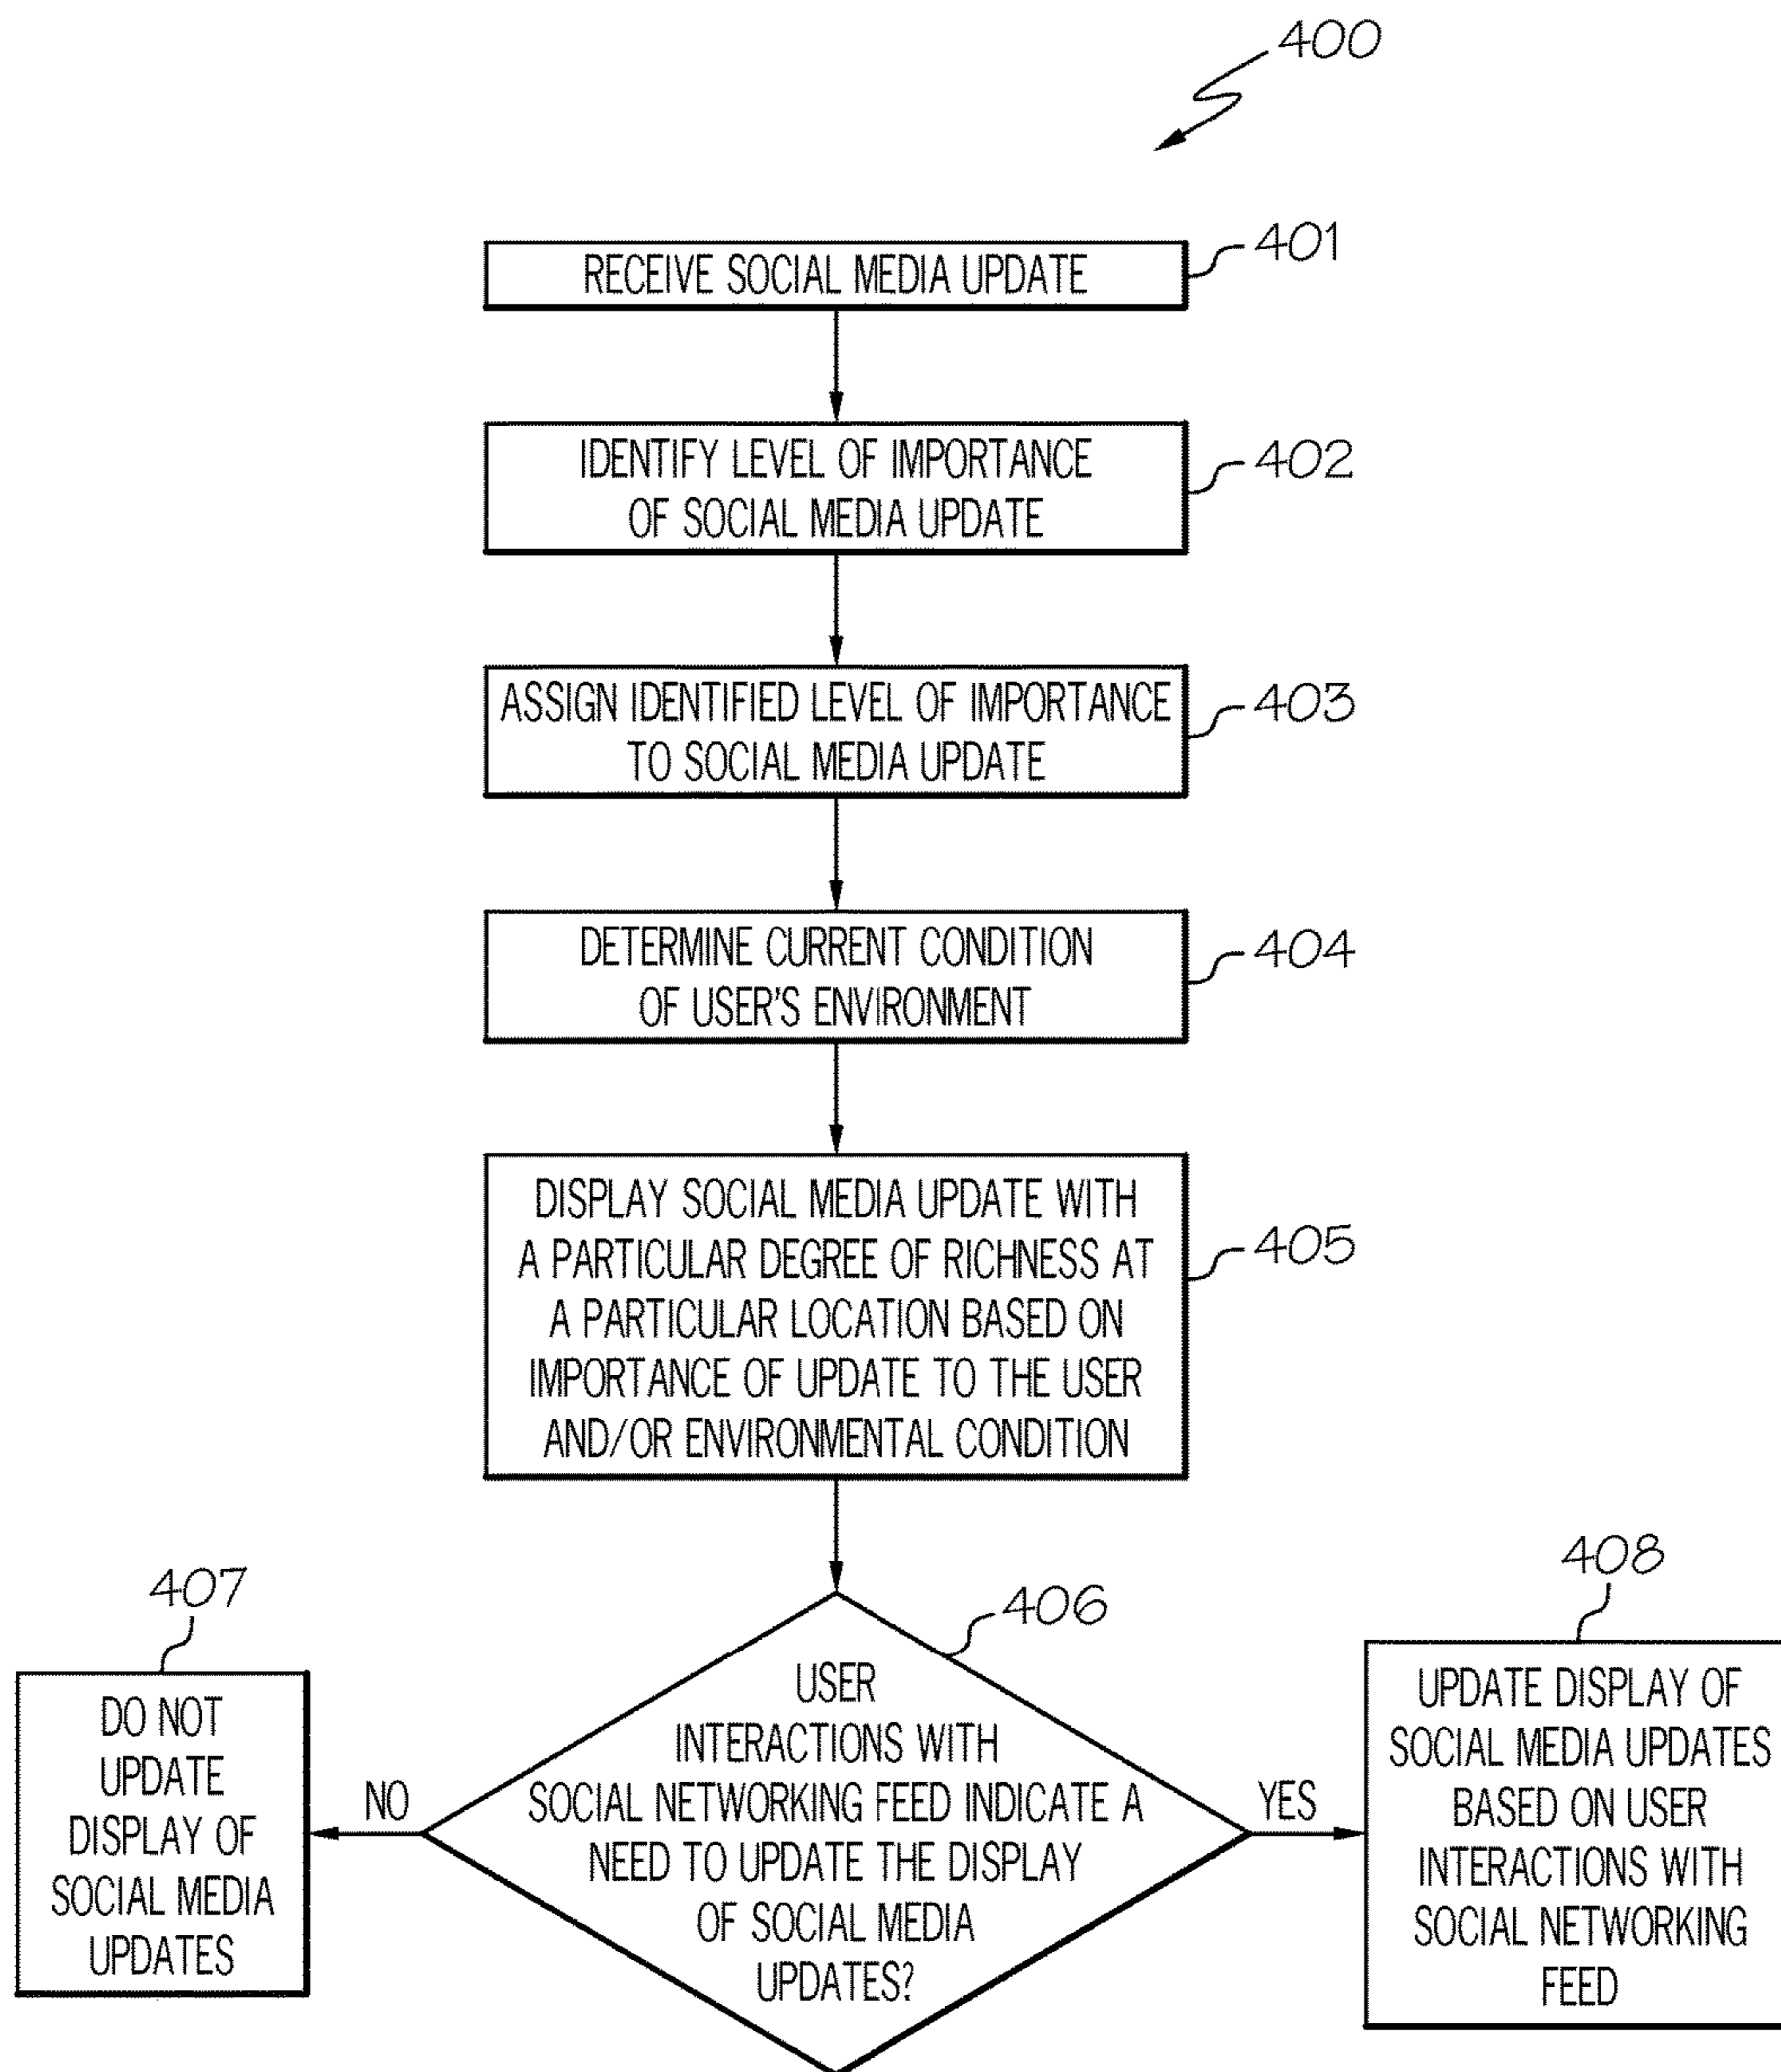 400
RECEIVE SOCIAL MEDIA UPDATE
401
IDENTIFY LEVEL OF IMPORTANCE
OF SOCIAL MEDIA UPDATE
402
ASSIGN IDENTIFIED LEVEL OF IMPORTANCE
TO SOCIAL MEDIA UPDATE
403
DETERMINE CURRENT CONDITION
OF USER'S ENVIRONMENT
404
DISPLAY SOCIAL MEDIA UPDATE WITH
A PARTICULAR DEGREE OF RICHNESS AT
A PARTICULAR LOCATION BASED ON
IMPORTANCE OF UPDATE TO THE USER
AND/OR ENVIRONMENTAL CONDITION
405
406
USER
INTERACTIONS WITH
SOCIAL NETWORKING FEED INDICATE A
NEED TO UPDATE THE DISPLAY
OF SOCIAL MEDIA
UPDATES?
NO
407
DO NOT
UPDATE
DISPLAY OF
SOCIAL MEDIA
UPDATES
YES
408
UPDATE DISPLAY OF
SOCIAL MEDIA UPDATES
BASED ON USER
INTERACTIONS WITH
SOCIAL NETWORKING
FEED